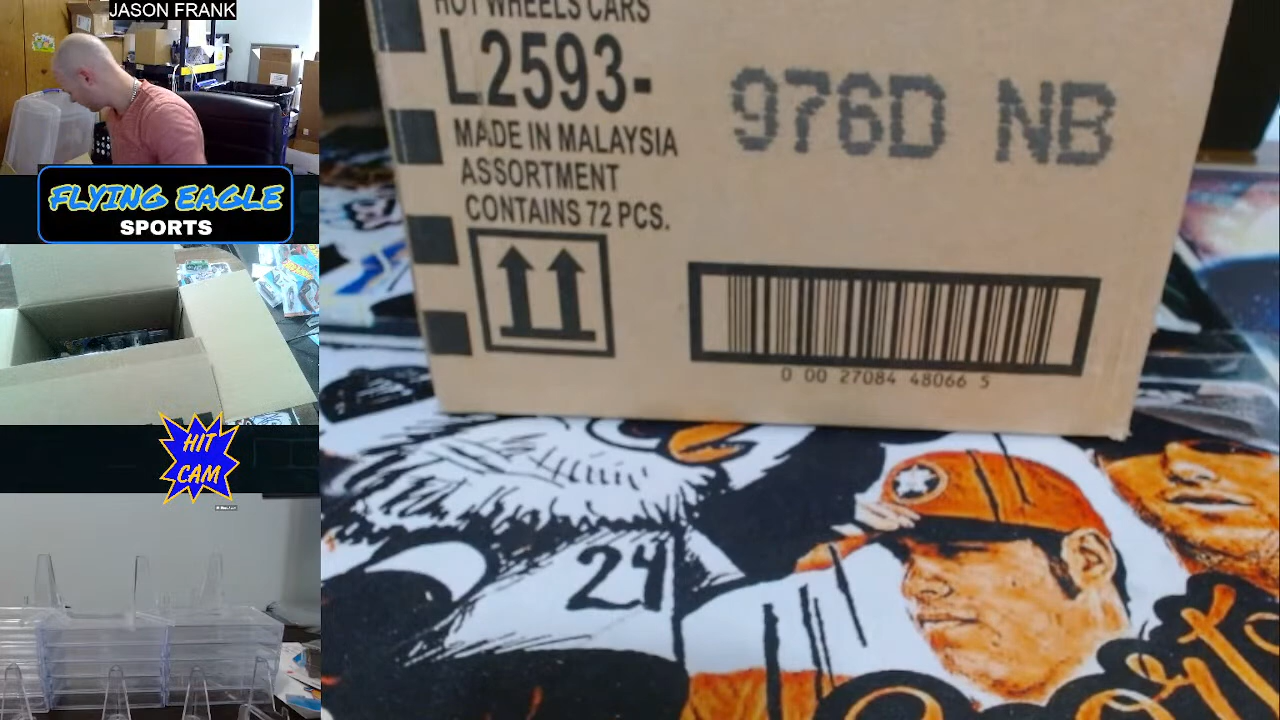 JASON FRANK
FLYING EAGLE
SPORTS
HIT
CAM
HOT WHEELS CARS
L2593-
MADE IN MALAYSIA
ASSORTMENT
CONTAINS 72 PCS.
976D NB
0 00 27084 48066 5
24